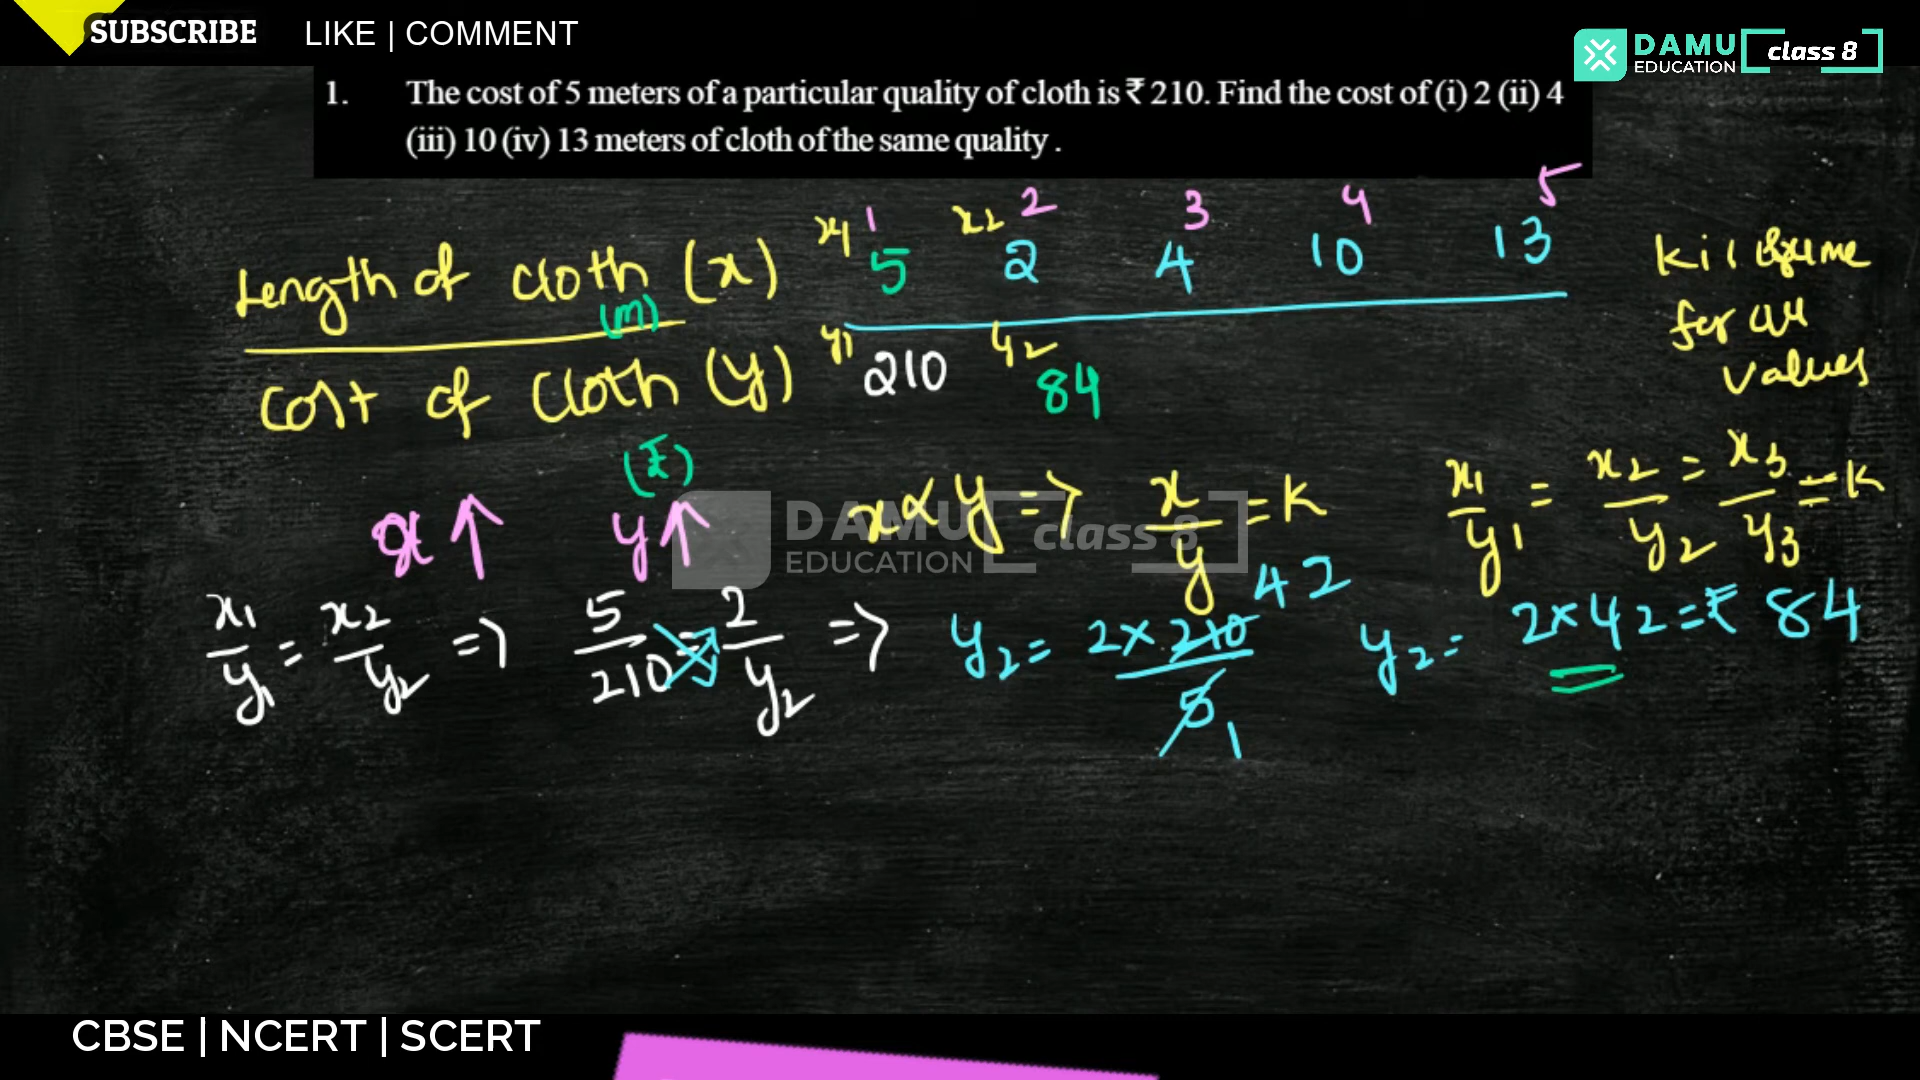 SUBSCRIBE LIKE | COMMENT
DAMU EDUCATION class 8
1. The cost of 5 meters of a particular quality of cloth is ₹ 210. Find the cost of (i) 2 (ii) 4
(iii) 10 (iv) 13 meters of cloth of the same quality .
1 2 3 4 5
Length of cloth (x) x1 5 x2 2 4 10 13
(m)
Cost of cloth (y) y1 210 y2 84
(₹)
k is same
for all
values
x ↑ y ↑ x ∝ y => x/y = k
x1/y1 = x2/y2 = x3/y3 = k
DAMU EDUCATION class 8
x1/y1 = x2/y2 => 5/210 = 2/y2 => y2 = 2 × 210/5 42 1 y2 = 2 × 42 = ₹ 84
CBSE | NCERT | SCERT